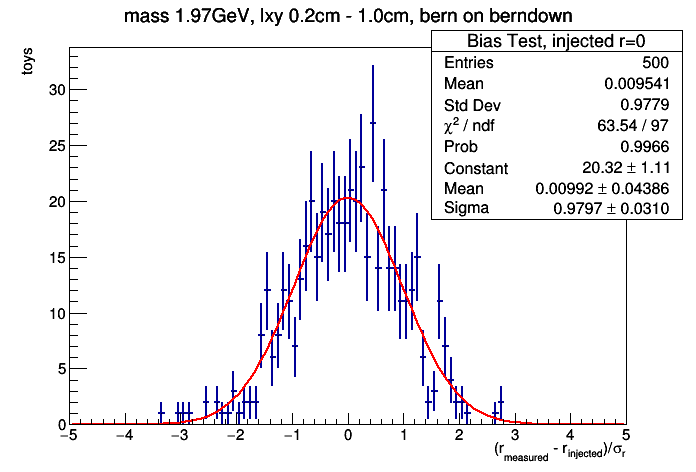 mass 1.97GeV, lxy 0.2cm - 1.0cm, bern on berndown
Bias Test, injected r=0
Entries 500
Mean 0.009541
Std Dev 0.9779
χ² / ndf 63.54 / 97
Prob 0.9966
Constant 20.32 ± 1.11
Mean 0.00992 ± 0.04386
Sigma 0.9797 ± 0.0310
toys
30
25
20
15
10
5
0
−5 −4 −3 −2 −1 0 1 2 3 4 5
(r_measured - r_injected)/σ_r